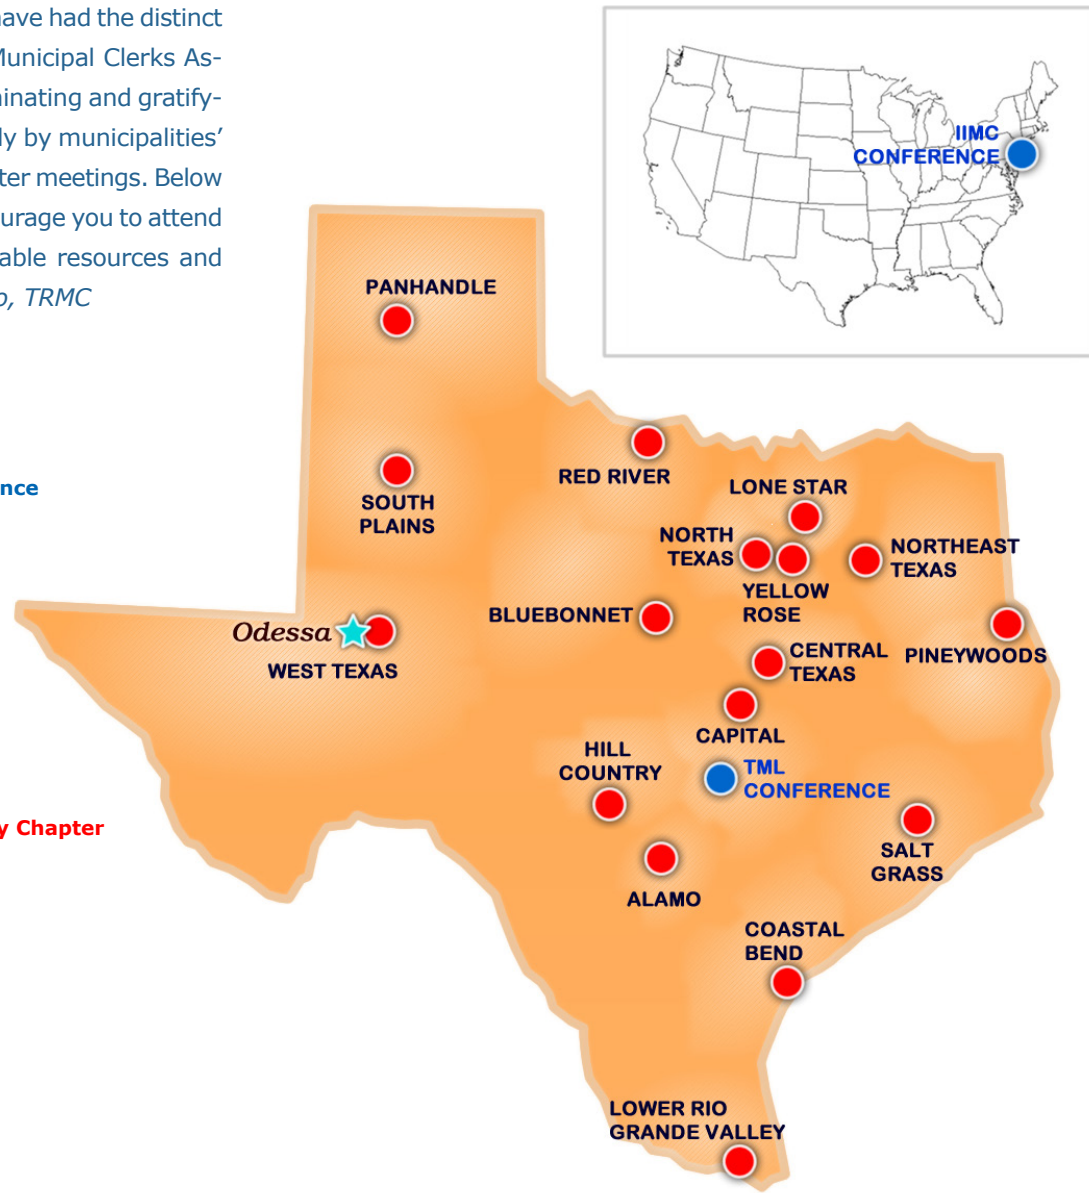 have had the distinct
Municipal Clerks As-
minating and gratify-
ly by municipalities'
ter meetings. Below
ourage you to attend
able resources and
o, TRMC
IIMC
CONFERENCE
PANHANDLE
RED RIVER
SOUTH
PLAINS
LONE STAR
nce
NORTH
TEXAS
NORTHEAST
TEXAS
YELLOW
ROSE
BLUEBONNET
Odessa
WEST TEXAS
CENTRAL
TEXAS
PINEYWOODS
CAPITAL
HILL
COUNTRY
TML
CONFERENCE
y Chapter
SALT
GRASS
ALAMO
COASTAL
BEND
LOWER RIO
GRANDE VALLEY